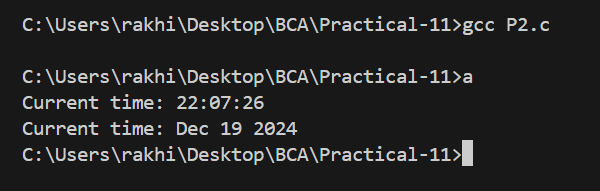 C:\Users\rakhi\Desktop\BCA\Practical-11>gcc P2.c
C:\Users\rakhi\Desktop\BCA\Practical-11>a
Current time: 22:07:26
Current time: Dec 19 2024
C:\Users\rakhi\Desktop\BCA\Practical-11>